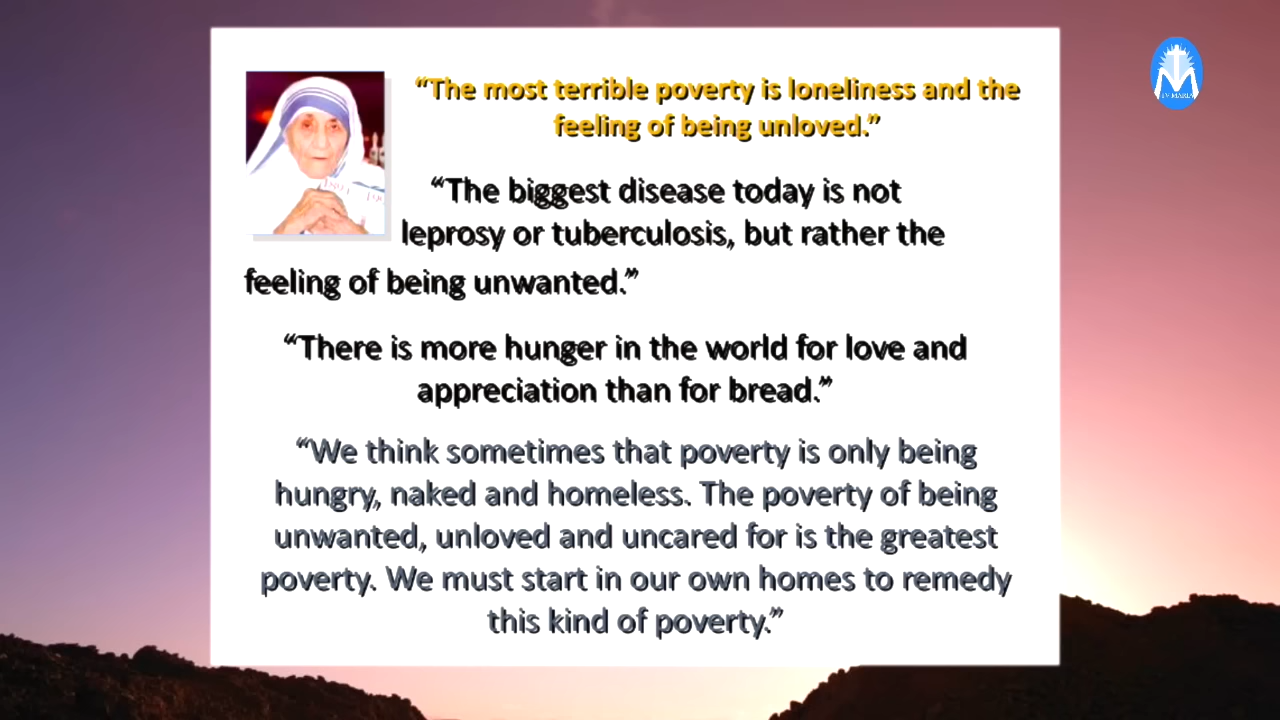 “The most terrible poverty is loneliness and the
feeling of being unloved.”
“The biggest disease today is not
leprosy or tuberculosis, but rather the
feeling of being unwanted.”
“There is more hunger in the world for love and
appreciation than for bread.”
“We think sometimes that poverty is only being
hungry, naked and homeless. The poverty of being
unwanted, unloved and uncared for is the greatest
poverty. We must start in our own homes to remedy
this kind of poverty.”
TV MARIA